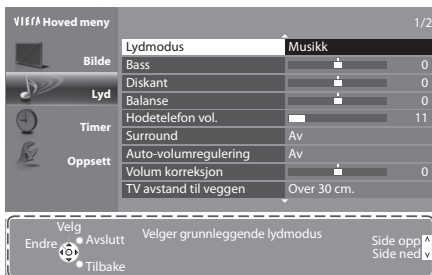 VIErA Hoved meny 1/2
Bilde
Lyd
Timer
Oppsett
Lydmodus Musikk
Bass 0
Diskant 0
Balanse 0
Hodetelefon vol. 11
Surround Av
Auto-volumregulering Av
Volum korreksjon 0
TV avstand til veggen Over 30 cm.
Velg
Endre Avslutt
Tilbake
Velger grunnleggende lydmodus
Side opp
Side ned